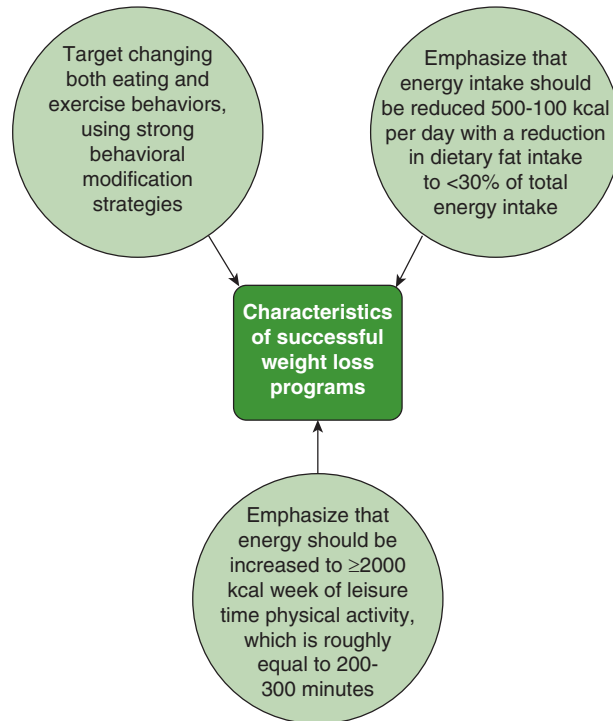 Target changing
both eating and
exercise behaviors,
using strong
behavioral
modification
strategies
Emphasize that
energy intake should
be reduced 500-100 kcal
per day with a reduction
in dietary fat intake
to <30% of total
energy intake
Characteristics
of successful
weight loss
programs
Emphasize that
energy should be
increased to ≥2000
kcal week of leisure
time physical activity,
which is roughly
equal to 200-
300 minutes